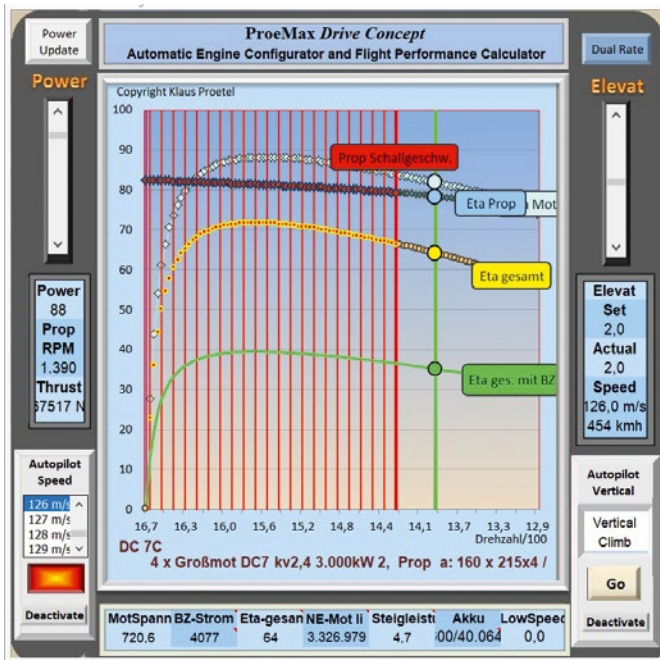 Power
Update
ProeMax Drive Concept
Automatic Engine Configurator and Flight Performance Calculator
Dual Rate
Power
Elevat
Copyright Klaus Proetel
100
90
80
70
60
50
40
30
20
10
0
Prop Schallgeschw.
Eta Prop
Mot
Eta gesamt
Eta ges. mit BZ
16,7 16,3 16,0 15,6 15,2 14,8 14,4 14,1 13,7 13,3 12,9
Drehzahl/100
DC 7C
4 x Großmot DC7 kv2,4 3.000kW 2, Prop a: 160 x 215x4 /
Power
88
Prop
RPM
1.390
Thrust
67517 N
Elevat
Set
2,0
Actual
2,0
Speed
126,0 m/s
454 kmh
Autopilot
Speed
126 m/s
127 m/s
128 m/s
129 m/s
Deactivate
Autopilot
Vertical
Vertical
Climb
Go
Deactivate
MotSpann BZ-Strom Eta-gesan NE-Mot li Steigleist Akku LowSpeed
720,6 4077 64 3.326.979 4,7 00/40.064 0,0